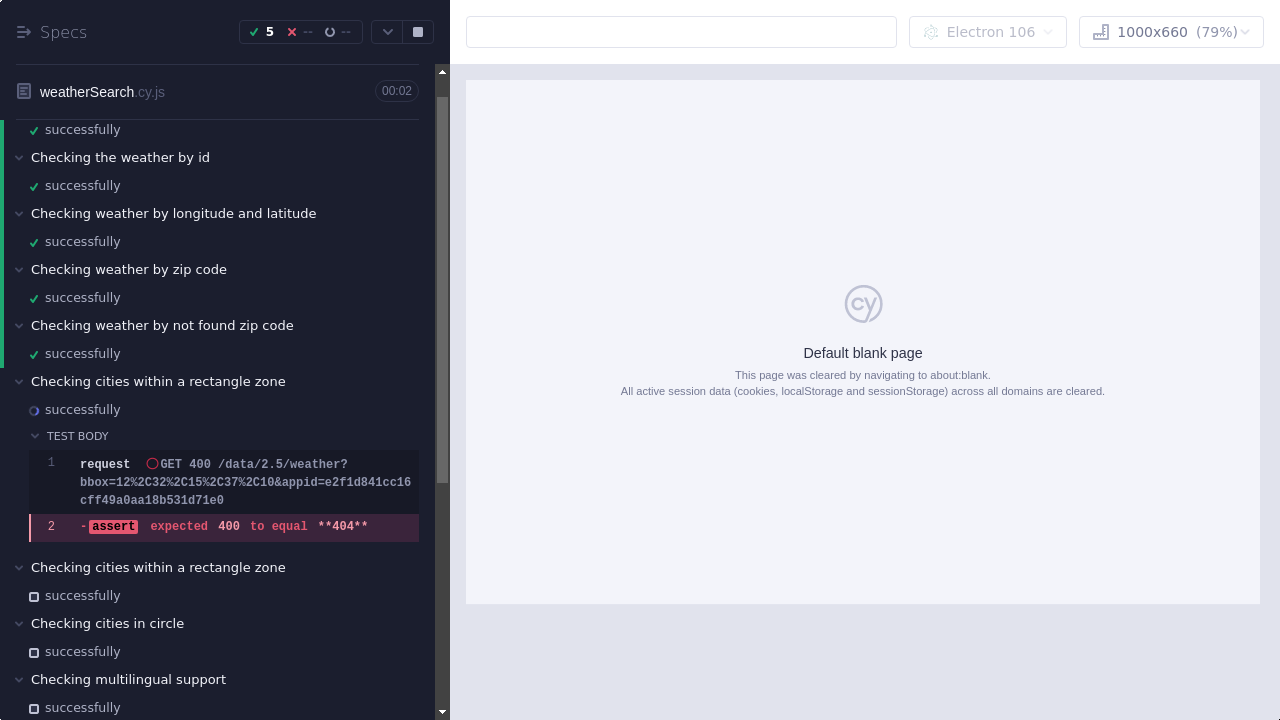 Specs
5
--
--
Electron 106
1000x660 (79%)
weatherSearch.cy.js
00:02
successfully
Checking the weather by id
successfully
Checking weather by longitude and latitude
successfully
Checking weather by zip code
successfully
Checking weather by not found zip code
successfully
Checking cities within a rectangle zone
successfully
TEST BODY
1 request GET 400 /data/2.5/weather?
bbox=12%2C32%2C15%2C37%2C10&appid=e2f1d841cc16
cff49a0aa18b531d71e0
2 -assert expected 400 to equal **404**
Checking cities within a rectangle zone
successfully
Checking cities in circle
successfully
Checking multilingual support
successfully
cy
Default blank page
This page was cleared by navigating to about:blank.
All active session data (cookies, localStorage and sessionStorage) across all domains are cleared.